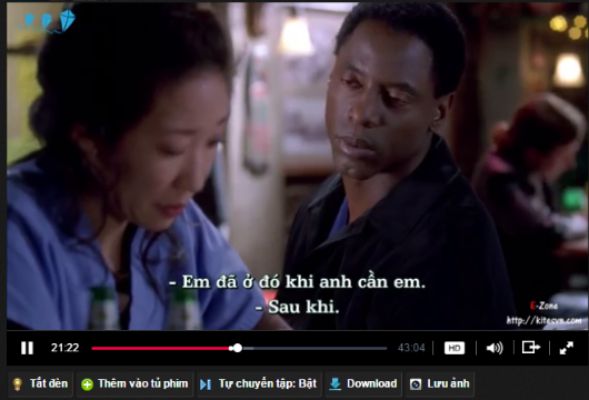 - Em đã ở đó khi anh cần em.
- Sau khi.
E-Zone
http://kitesvn.com
21:22
43:04
HD
Tắt đèn
Thêm vào tủ phim
Tự chuyển tập: Bật
Download
Lưu ảnh